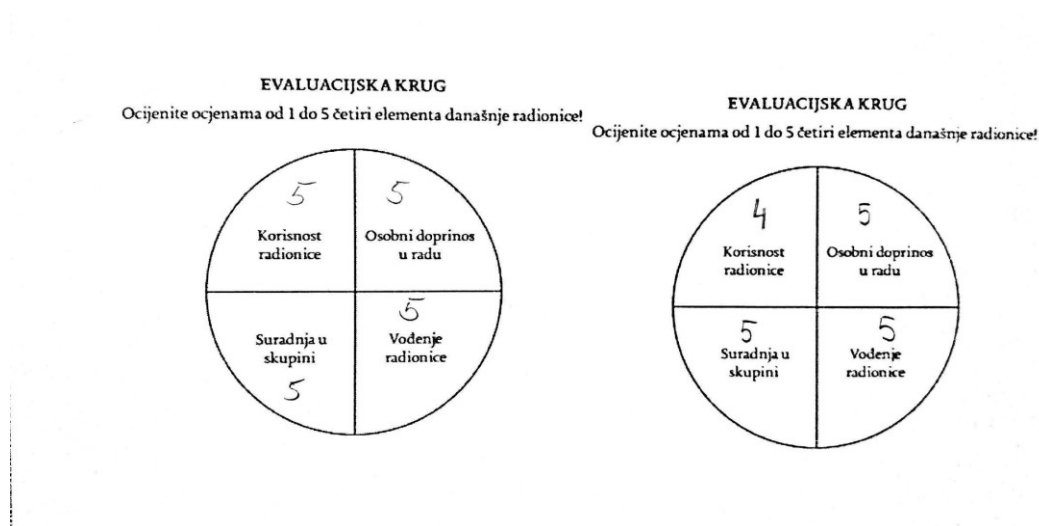 EVALUACIJSKA KRUG
Ocijenite ocjenama od 1 do 5 četiri elementa današnje radionice!
5
5
Korisnost
radionice
Osobni doprinos
u radu
5
Suradnja u
skupini
Vođenje
radionice
5
EVALUACIJSKA KRUG
Ocijenite ocjenama od 1 do 5 četiri elementa današnje radionice!
4
5
Korisnost
radionice
Osobni doprinos
u radu
5
5
Suradnja u
skupini
Vođenje
radionice